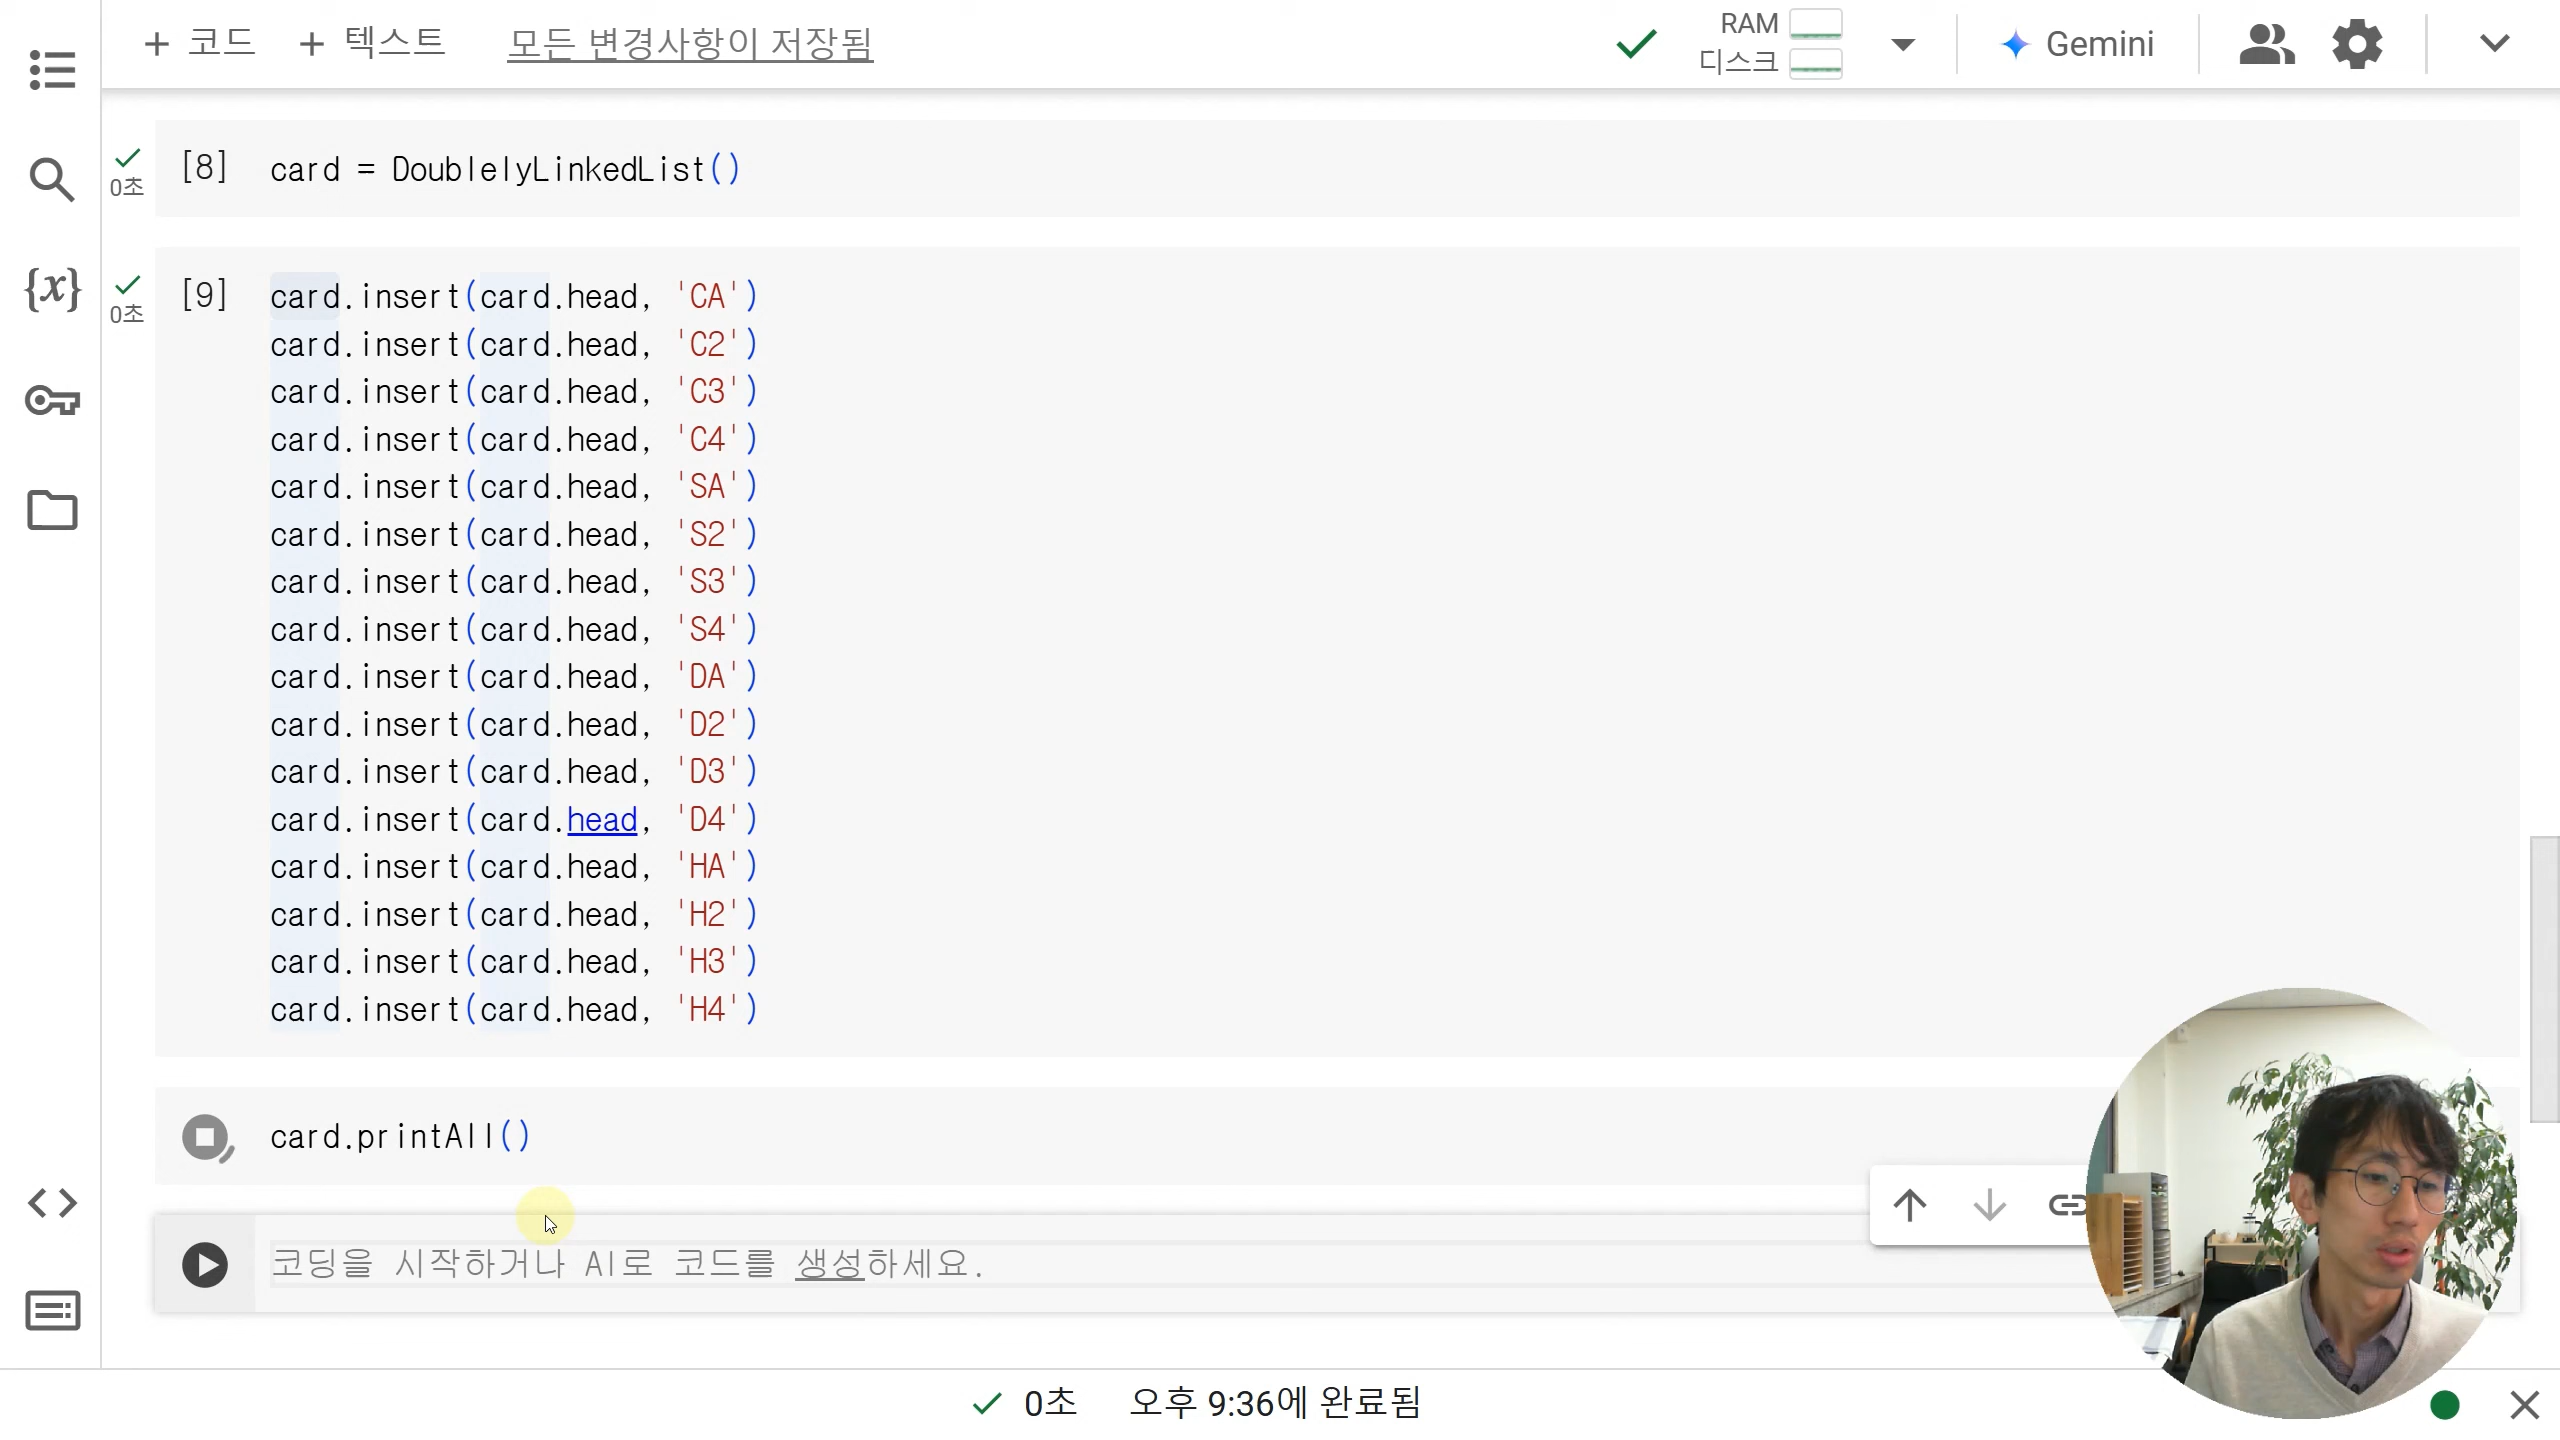 + 코드 + 텍스트 모든 변경사항이 저장됨 RAM 디스크 Gemini
0초 [8] card = DoublelyLinkedList()
0초 [9] card.insert(card.head, 'CA')
card.insert(card.head, 'C2')
card.insert(card.head, 'C3')
card.insert(card.head, 'C4')
card.insert(card.head, 'SA')
card.insert(card.head, 'S2')
card.insert(card.head, 'S3')
card.insert(card.head, 'S4')
card.insert(card.head, 'DA')
card.insert(card.head, 'D2')
card.insert(card.head, 'D3')
card.insert(card.head, 'D4')
card.insert(card.head, 'HA')
card.insert(card.head, 'H2')
card.insert(card.head, 'H3')
card.insert(card.head, 'H4')
card.printAll()
코딩을 시작하거나 AI로 코드를 생성하세요.
0초 오후 9:36에 완료됨